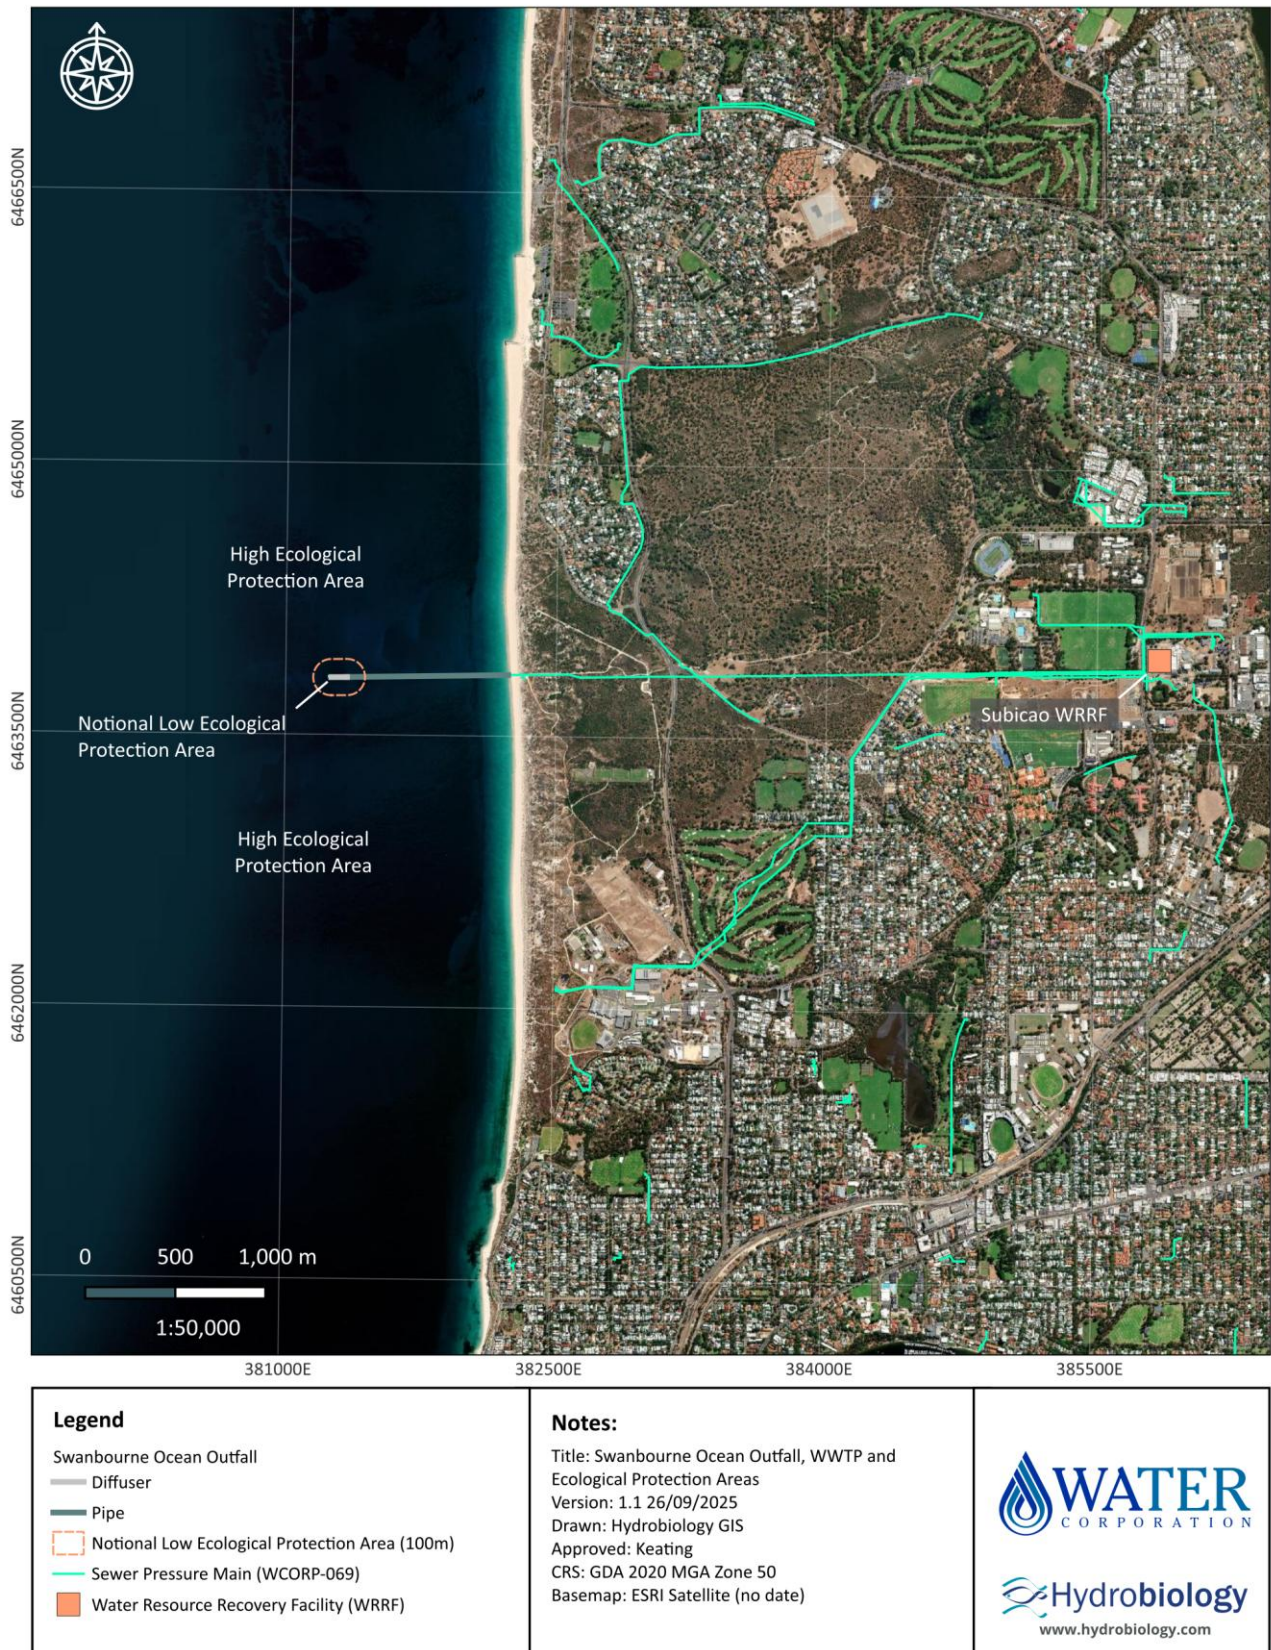 6466500N
6465000N
High Ecological
Protection Area
Notional Low Ecological
Protection Area
Subicao WRRF
6463500N
High Ecological
Protection Area
6462000N
6460500N
0 500 1,000 m
1:50,000
381000E 382500E 384000E 385500E
Legend
Swanbourne Ocean Outfall
Diffuser
Pipe
Notional Low Ecological Protection Area (100m)
Sewer Pressure Main (WCORP-069)
Water Resource Recovery Facility (WRRF)
Notes:
Title: Swanbourne Ocean Outfall, WWTP and
Ecological Protection Areas
Version: 1.1 26/09/2025
Drawn: Hydrobiology GIS
Approved: Keating
CRS: GDA 2020 MGA Zone 50
Basemap: ESRI Satellite (no date)
WATER
CORPORATION
Hydrobiology
www.hydrobiology.com